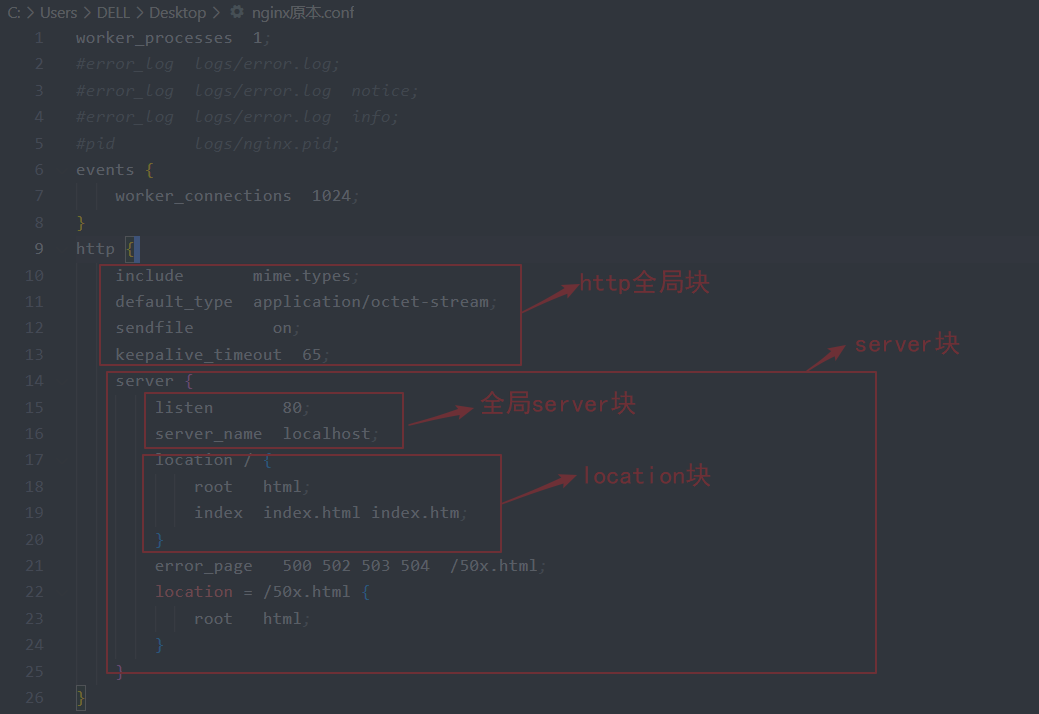 C: > Users > DELL > Desktop > nginx原本.conf
1 worker_processes  1;
2 #error_log  logs/error.log;
3 #error_log  logs/error.log  notice;
4 #error_log  logs/error.log  info;
5 #pid        logs/nginx.pid;
6 events {
7     worker_connections  1024;
8 }
9 http {
10     include       mime.types;
http全局块
11     default_type  application/octet-stream;
12     sendfile        on;
13     keepalive_timeout  65;
server块
14     server {
15         listen       80;
全局server块
16         server_name  localhost;
17         location / {
location块
18             root   html;
19             index  index.html index.htm;
20         }
21         error_page   500 502 503 504  /50x.html;
22         location = /50x.html {
23             root   html;
24         }
25     }
26 }